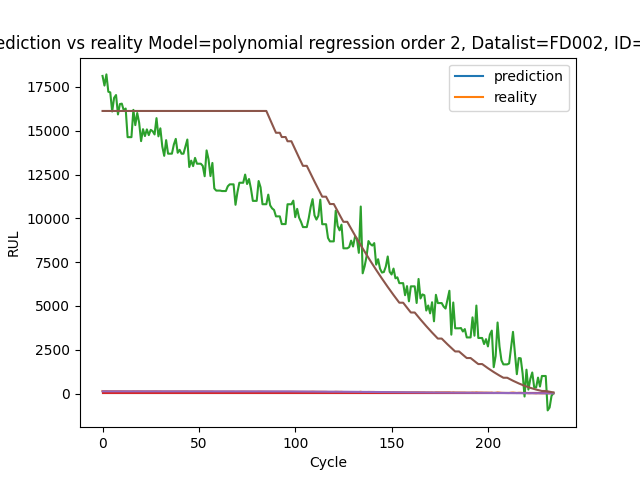 ediction vs reality Model=polynomial regression order 2, Datalist=FD002, ID=
prediction
reality
17500
15000
12500
10000
7500
5000
2500
0
RUL
0 50 100 150 200
Cycle